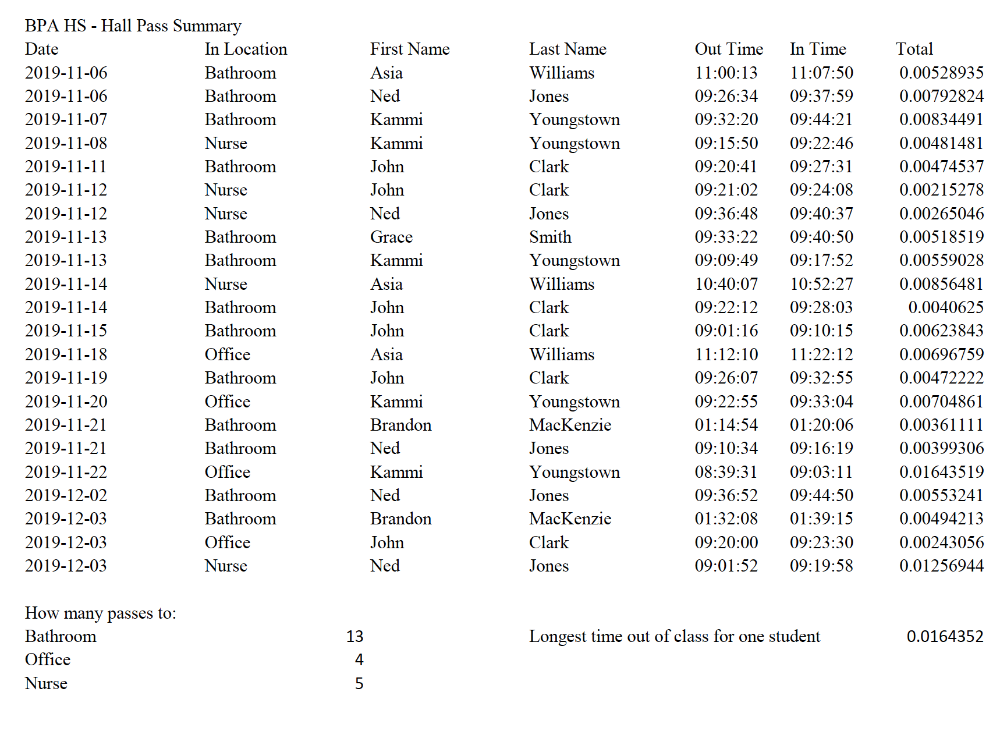 BPA HS - Hall Pass Summary
Date In Location First Name Last Name Out Time In Time Total
2019-11-06 Bathroom Asia Williams 11:00:13 11:07:50 0.00528935
2019-11-06 Bathroom Ned Jones 09:26:34 09:37:59 0.00792824
2019-11-07 Bathroom Kammi Youngstown 09:32:20 09:44:21 0.00834491
2019-11-08 Nurse Kammi Youngstown 09:15:50 09:22:46 0.00481481
2019-11-11 Bathroom John Clark 09:20:41 09:27:31 0.00474537
2019-11-12 Nurse John Clark 09:21:02 09:24:08 0.00215278
2019-11-12 Nurse Ned Jones 09:36:48 09:40:37 0.00265046
2019-11-13 Bathroom Grace Smith 09:33:22 09:40:50 0.00518519
2019-11-13 Bathroom Kammi Youngstown 09:09:49 09:17:52 0.00559028
2019-11-14 Nurse Asia Williams 10:40:07 10:52:27 0.00856481
2019-11-14 Bathroom John Clark 09:22:12 09:28:03 0.0040625
2019-11-15 Bathroom John Clark 09:01:16 09:10:15 0.00623843
2019-11-18 Office Asia Williams 11:12:10 11:22:12 0.00696759
2019-11-19 Bathroom John Clark 09:26:07 09:32:55 0.00472222
2019-11-20 Office Kammi Youngstown 09:22:55 09:33:04 0.00704861
2019-11-21 Bathroom Brandon MacKenzie 01:14:54 01:20:06 0.00361111
2019-11-21 Bathroom Ned Jones 09:10:34 09:16:19 0.00399306
2019-11-22 Office Kammi Youngstown 08:39:31 09:03:11 0.01643519
2019-12-02 Bathroom Ned Jones 09:36:52 09:44:50 0.00553241
2019-12-03 Bathroom Brandon MacKenzie 01:32:08 01:39:15 0.00494213
2019-12-03 Office John Clark 09:20:00 09:23:30 0.00243056
2019-12-03 Nurse Ned Jones 09:01:52 09:19:58 0.01256944
How many passes to:
Bathroom 13 Longest time out of class for one student 0.0164352
Office 4
Nurse 5